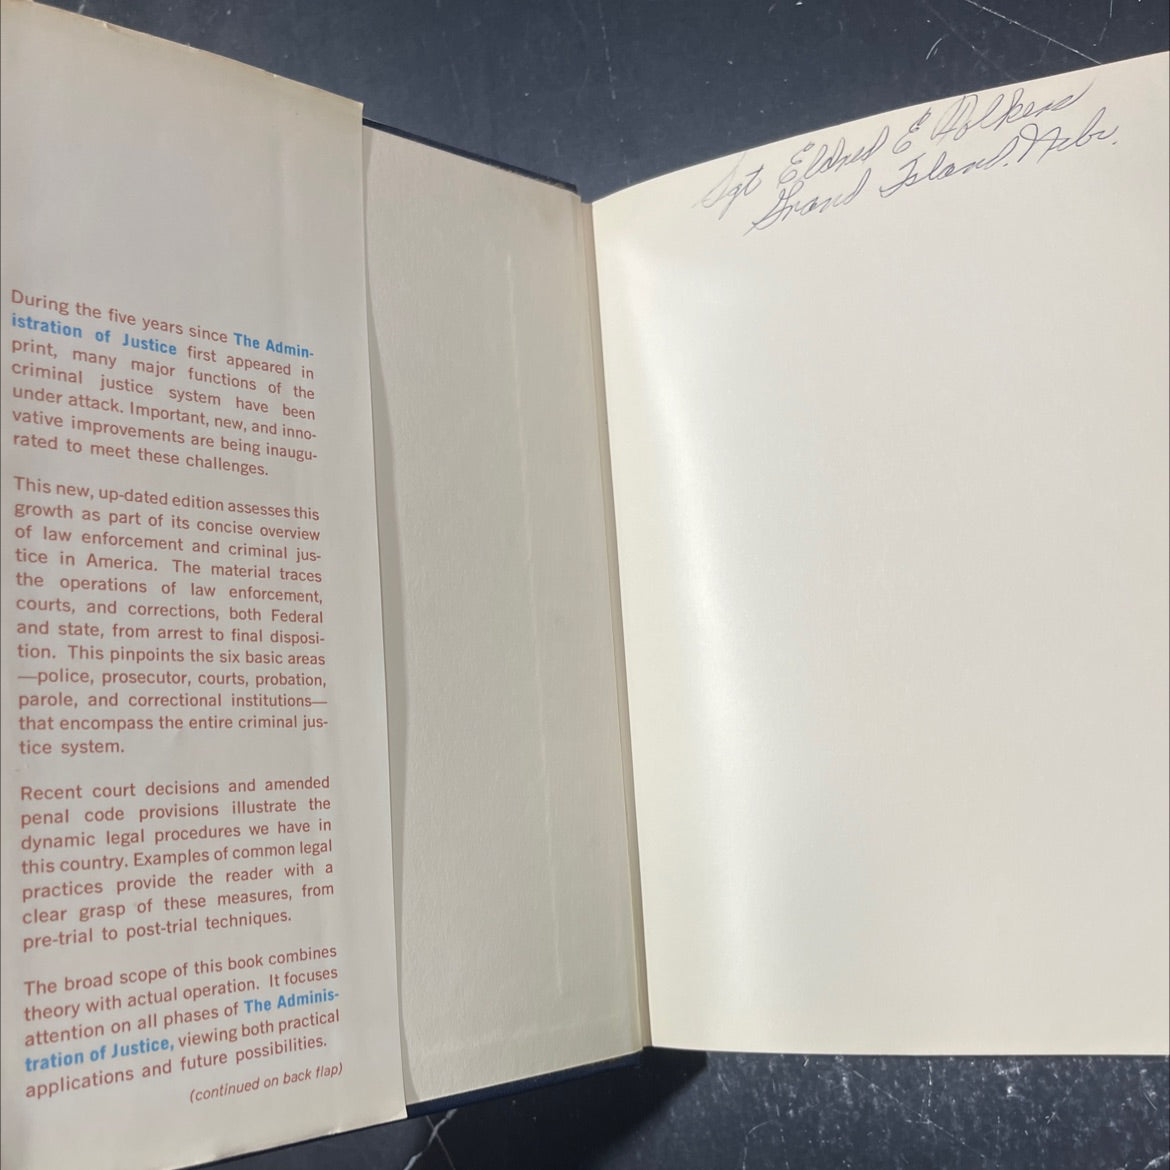 During the five years since The Admin-
istration of Justice first appeared in
print, many major functions of the
criminal justice system have been
under attack. Important, new, and inno-
vative improvements are being inaugu-
rated to meet these challenges.
This new, up-dated edition assesses this
growth as part of its concise overview
of law enforcement and criminal jus-
tice in America. The material traces
the operations of law enforcement,
courts, and corrections, both Federal
and state, from arrest to final disposi-
tion. This pinpoints the six basic areas
—police, prosecutor, courts, probation,
parole, and correctional institutions—
that encompass the entire criminal jus-
tice system.
Recent court decisions and amended
penal code provisions illustrate the
dynamic legal procedures we have in
this country. Examples of common legal
practices provide the reader with a
clear grasp of these measures, from
pre-trial to post-trial techniques.
The broad scope of this book combines
theory with actual operation. It focuses
attention on all phases of The Adminis-
tration of Justice, viewing both practical
applications and future possibilities.
(continued on back flap)
Sgt Eldred E
Grand Island. Nebr.